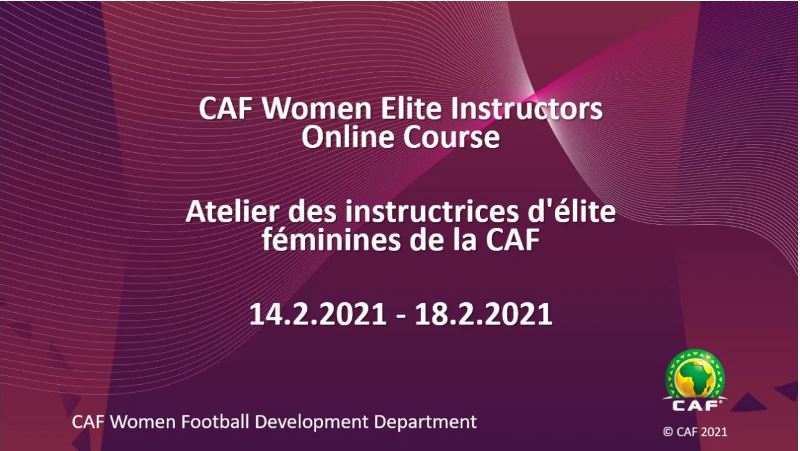 CAF Women Elite Instructors
Online Course
Atelier des instructrices d'élite
féminines de la CAF
14.2.2021 - 18.2.2021
CAF Women Football Development Department
CAF
© CAF 2021